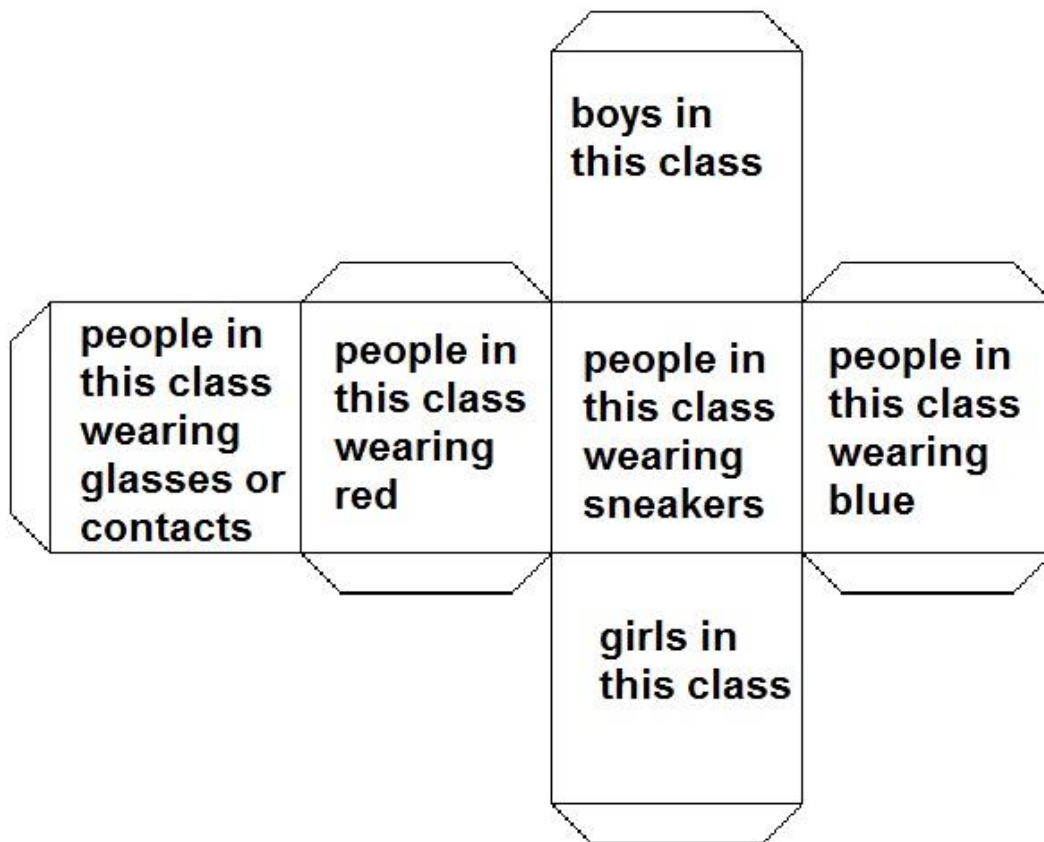 boys in
this class
people in
this class
wearing
glasses or
contacts
people in
this class
wearing
red
people in
this class
wearing
sneakers
people in
this class
wearing
blue
girls in
this class